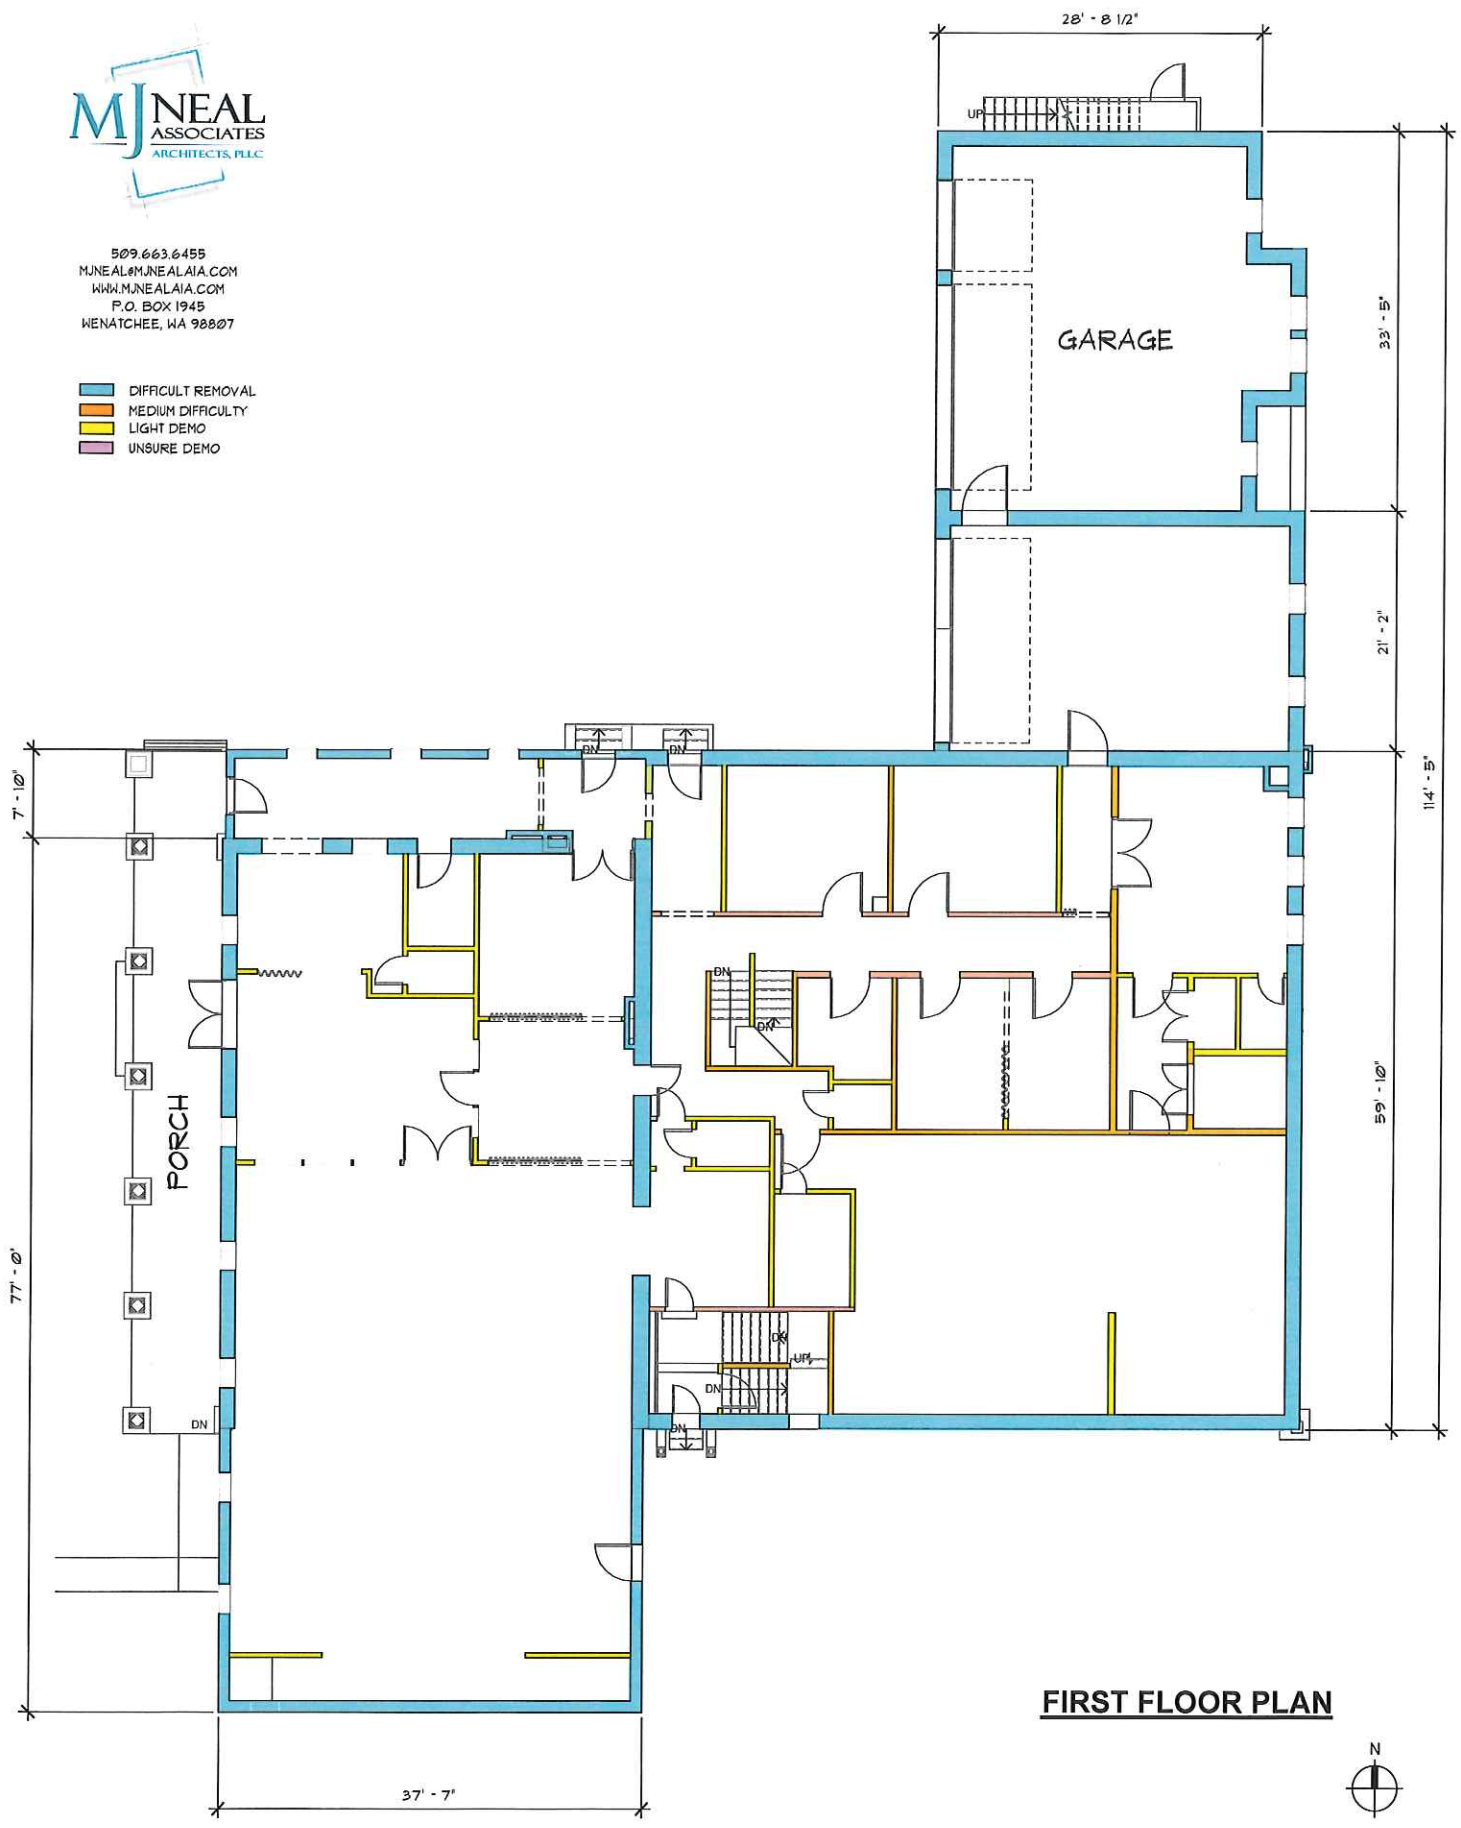 28' - 8 1/2"
MJNEAL
ASSOCIATES
ARCHITECTS, PLLC
UP
509.663.6455
MJNEAL@MJNEALAIA.COM
WWW.MJNEALAIA.COM
P.O. BOX 1945
WENATCHEE, WA 98807
GARAGE
33' - 5"
DIFFICULT REMOVAL
MEDIUM DIFFICULTY
LIGHT DEMO
UNSURE DEMO
21' - 2"
DN
DN
7' - 10"
114' - 5"
DN
DN
59' - 10"
PORCH
77' - 0"
DN
UP
DN
DN
DN
FIRST FLOOR PLAN
N
37' - 7"